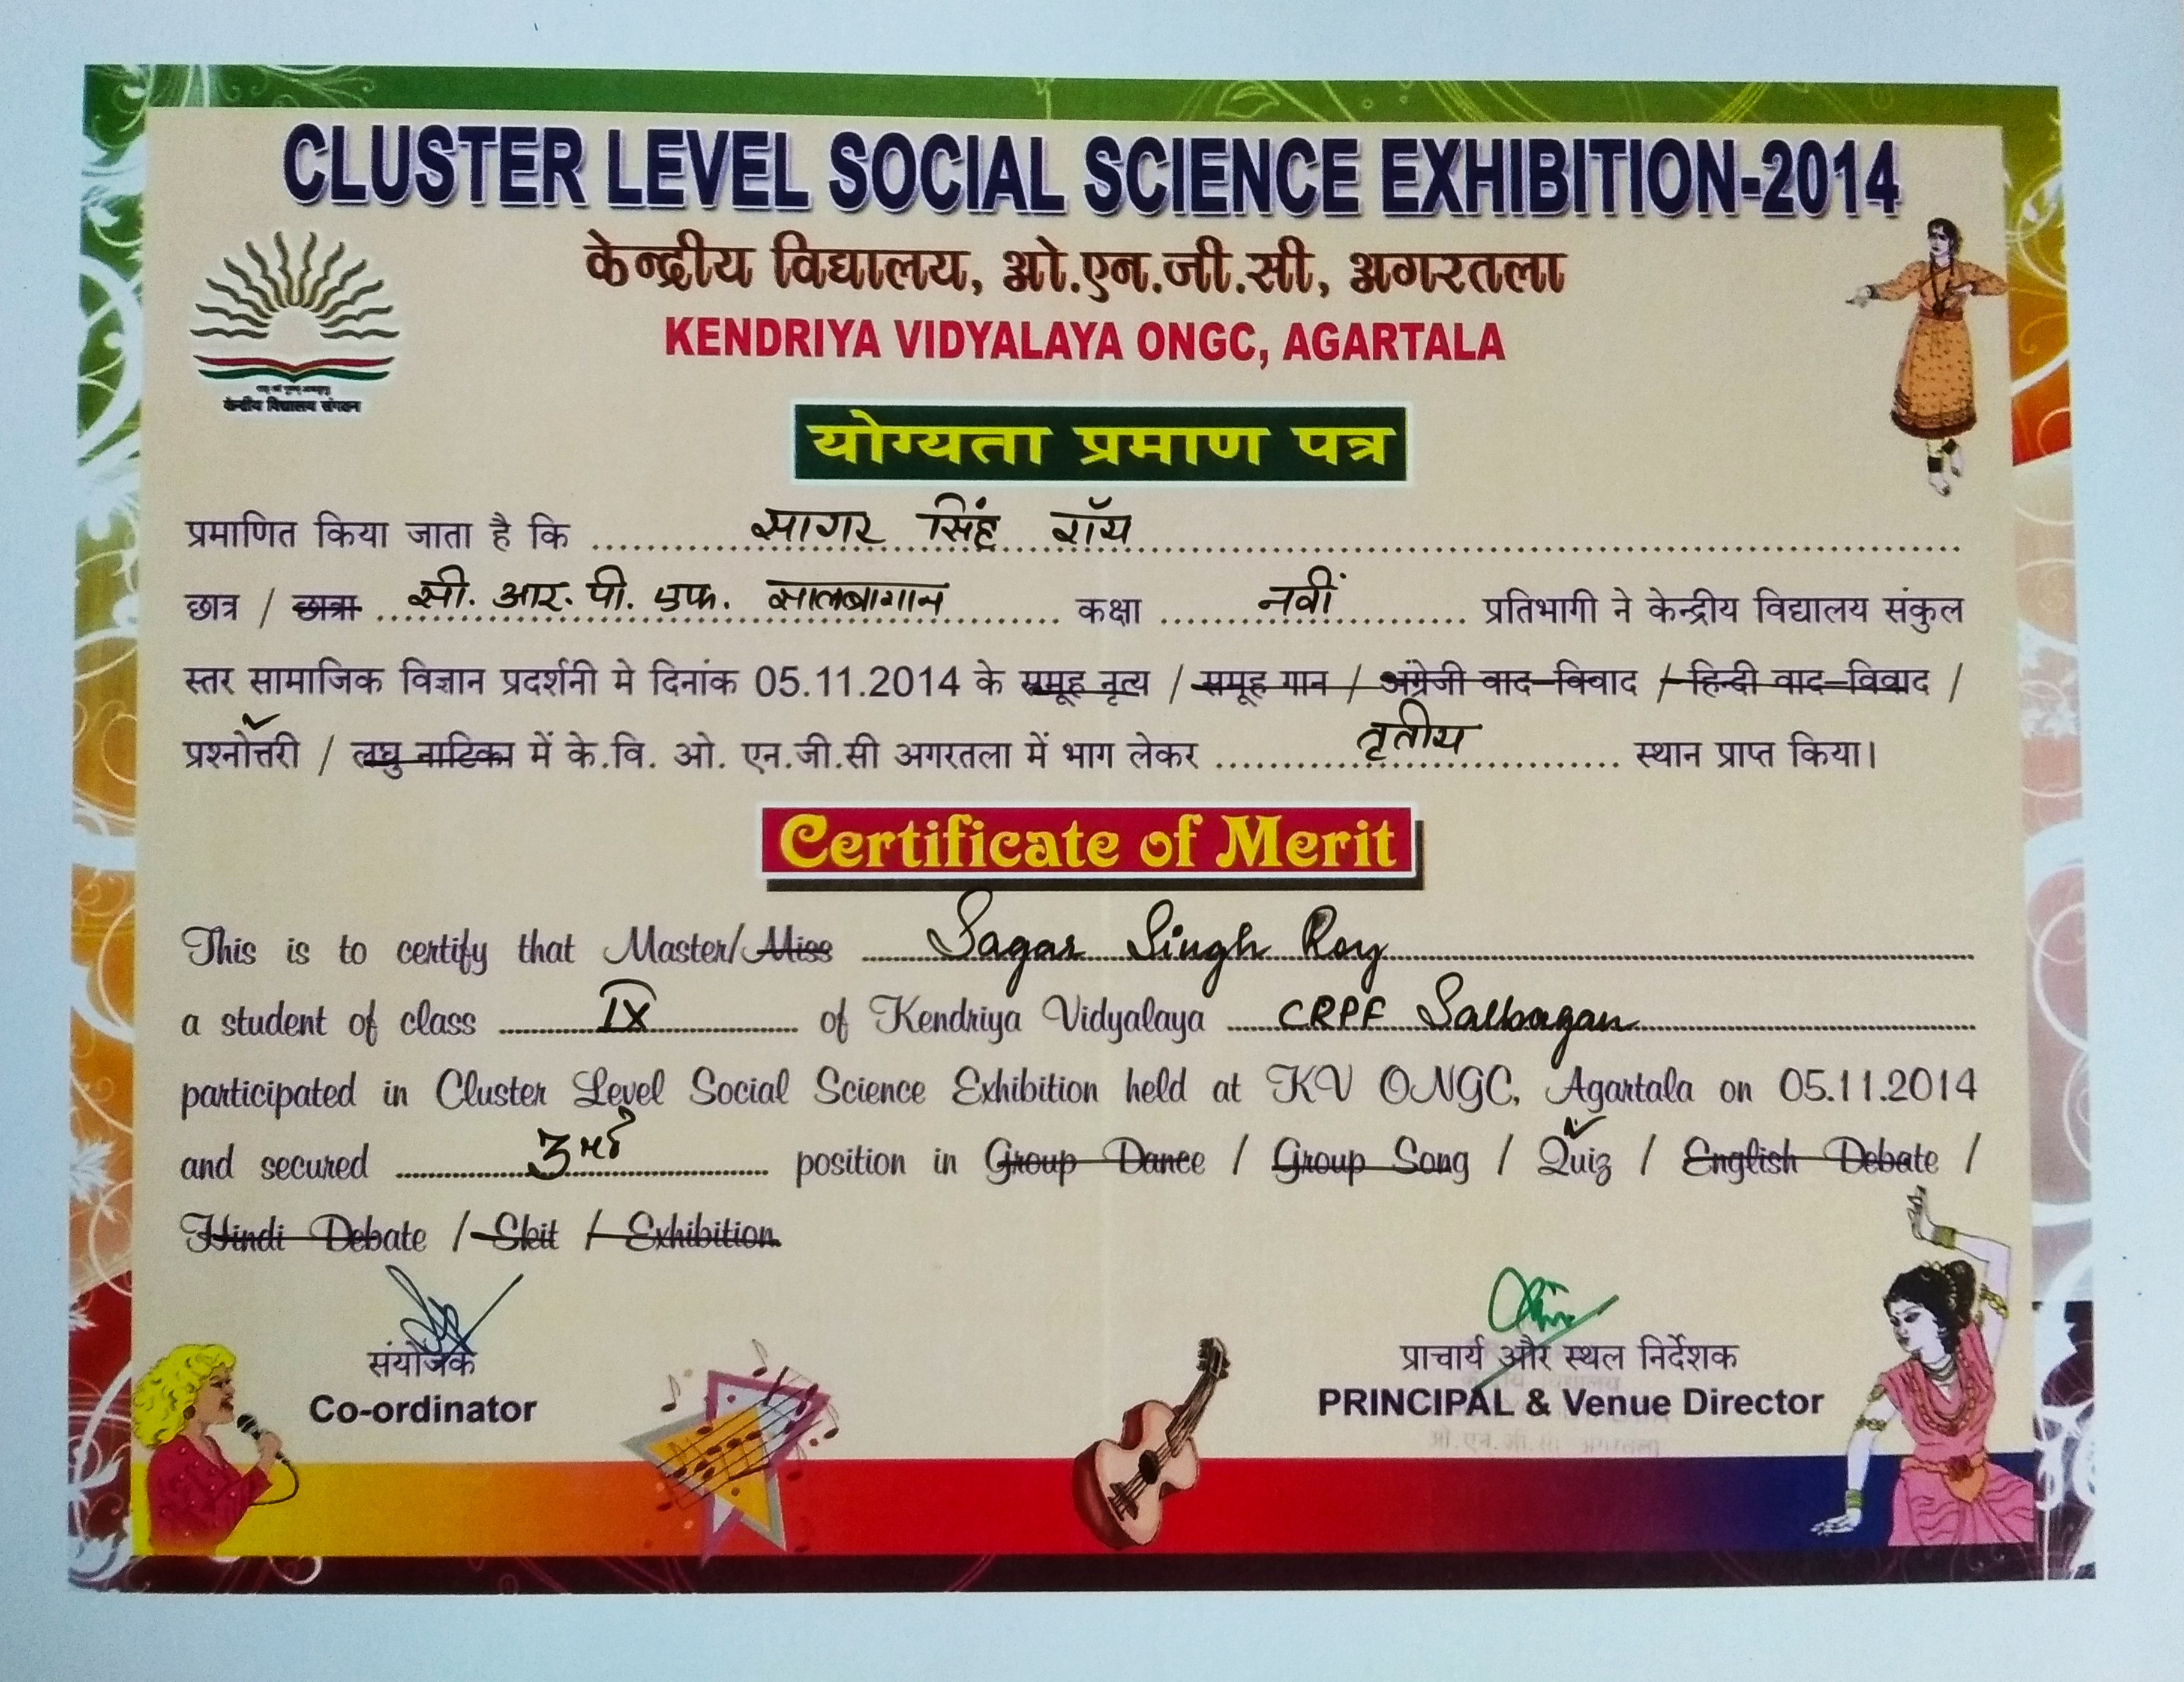 CLUSTER LEVEL SOCIAL SCIENCE EXHIBITION-2014
केन्द्रीय विद्यालय, ओ.एन.जी.सी, अगरतला
KENDRIYA VIDYALAYA ONGC, AGARTALA
केन्द्रीय विद्यालय संगठन
योग्यता प्रमाण पत्र
प्रमाणित किया जाता है कि सागर सिंह रॉय
छात्र / छात्रा सी. आर. पी. एफ. सालबागान कक्षा नवीं प्रतिभागी ने केन्द्रीय विद्यालय संकुल
स्तर सामाजिक विज्ञान प्रदर्शनी मे दिनांक 05.11.2014 के समूह नृत्य / समूह गान / अंग्रेजी वाद-विवाद / हिन्दी वाद-विवाद /
प्रश्नोत्तरी / लघु नाटिका में के.वि. ओ. एन.जी.सी अगरतला में भाग लेकर तृतीय स्थान प्राप्त किया।
Certificate of Merit
This is to certify that Master/Miss Sagar Singh Roy
a student of class IX of Kendriya Vidyalaya CRPF Salbagan
participated in Cluster Level Social Science Exhibition held at KV ONGC, Agartala on 05.11.2014
and secured 3rd position in Group Dance / Group Song / Quiz / English Debate /
Hindi Debate / Skit / Exhibition
संयोजक
Co-ordinator
प्राचार्य और स्थल निर्देशक
PRINCIPAL & Venue Director
ओ.एन.जी.सी. अगरतला